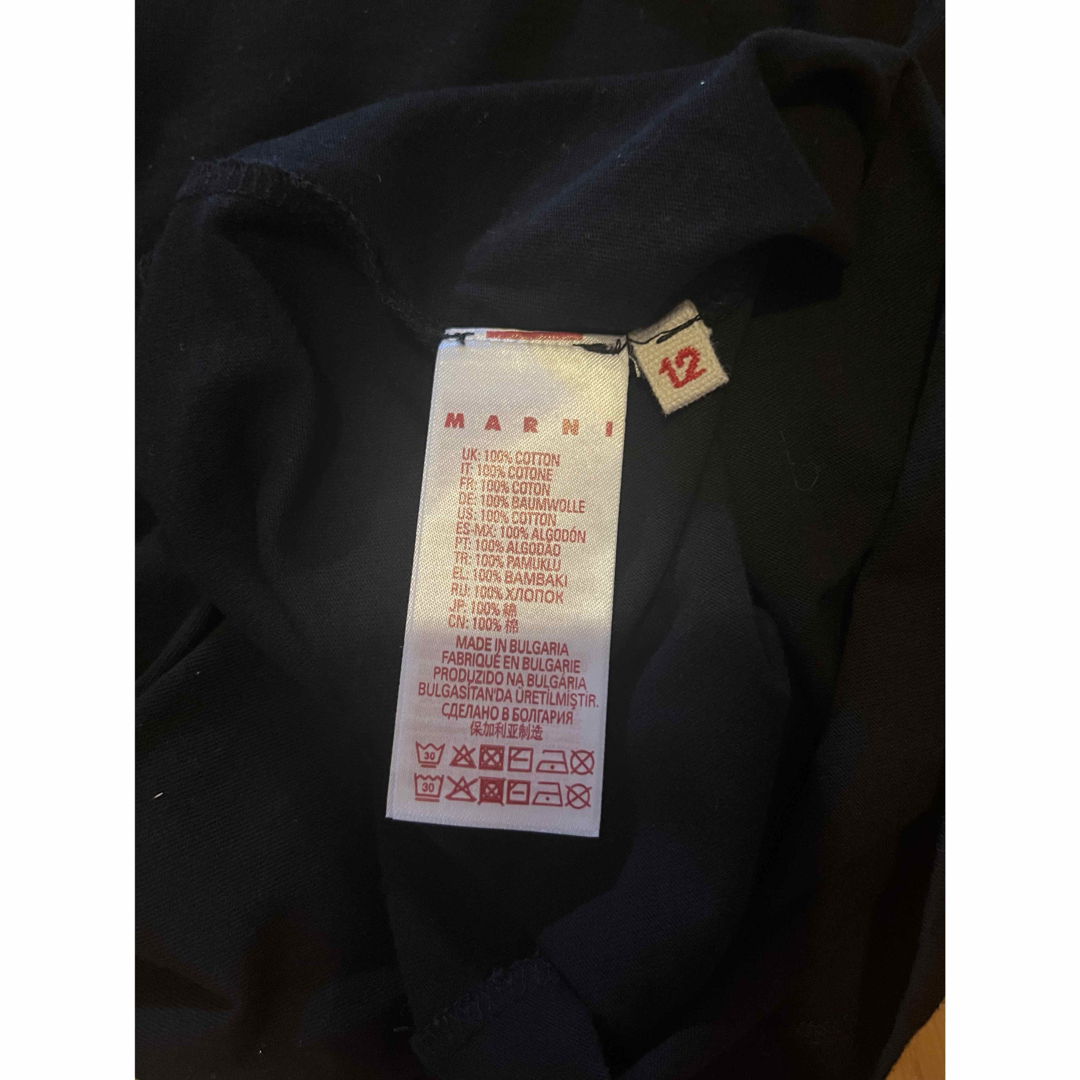 12
MARNI
UK: 100% COTTON
IT: 100% COTONE
FR: 100% COTON
DE: 100% BAUMWOLLE
US: 100% COTTON
ES-MX: 100% ALGODÓN
PT: 100% ALGODÃO
TR: 100% PAMUKLU
EL: 100% BAMBAKI
RU: 100% ХЛОПОК
JP: 100% 綿
CN: 100% 棉
MADE IN BULGARIA
FABRIQUÉ EN BULGARIE
PRODUZIDO NA BULGÁRIA
BULGASİTAN'DA ÜRETİLMİŞTIR.
СДЕЛАНО В БОЛГАРИЯ
保加利亚制造
30
30